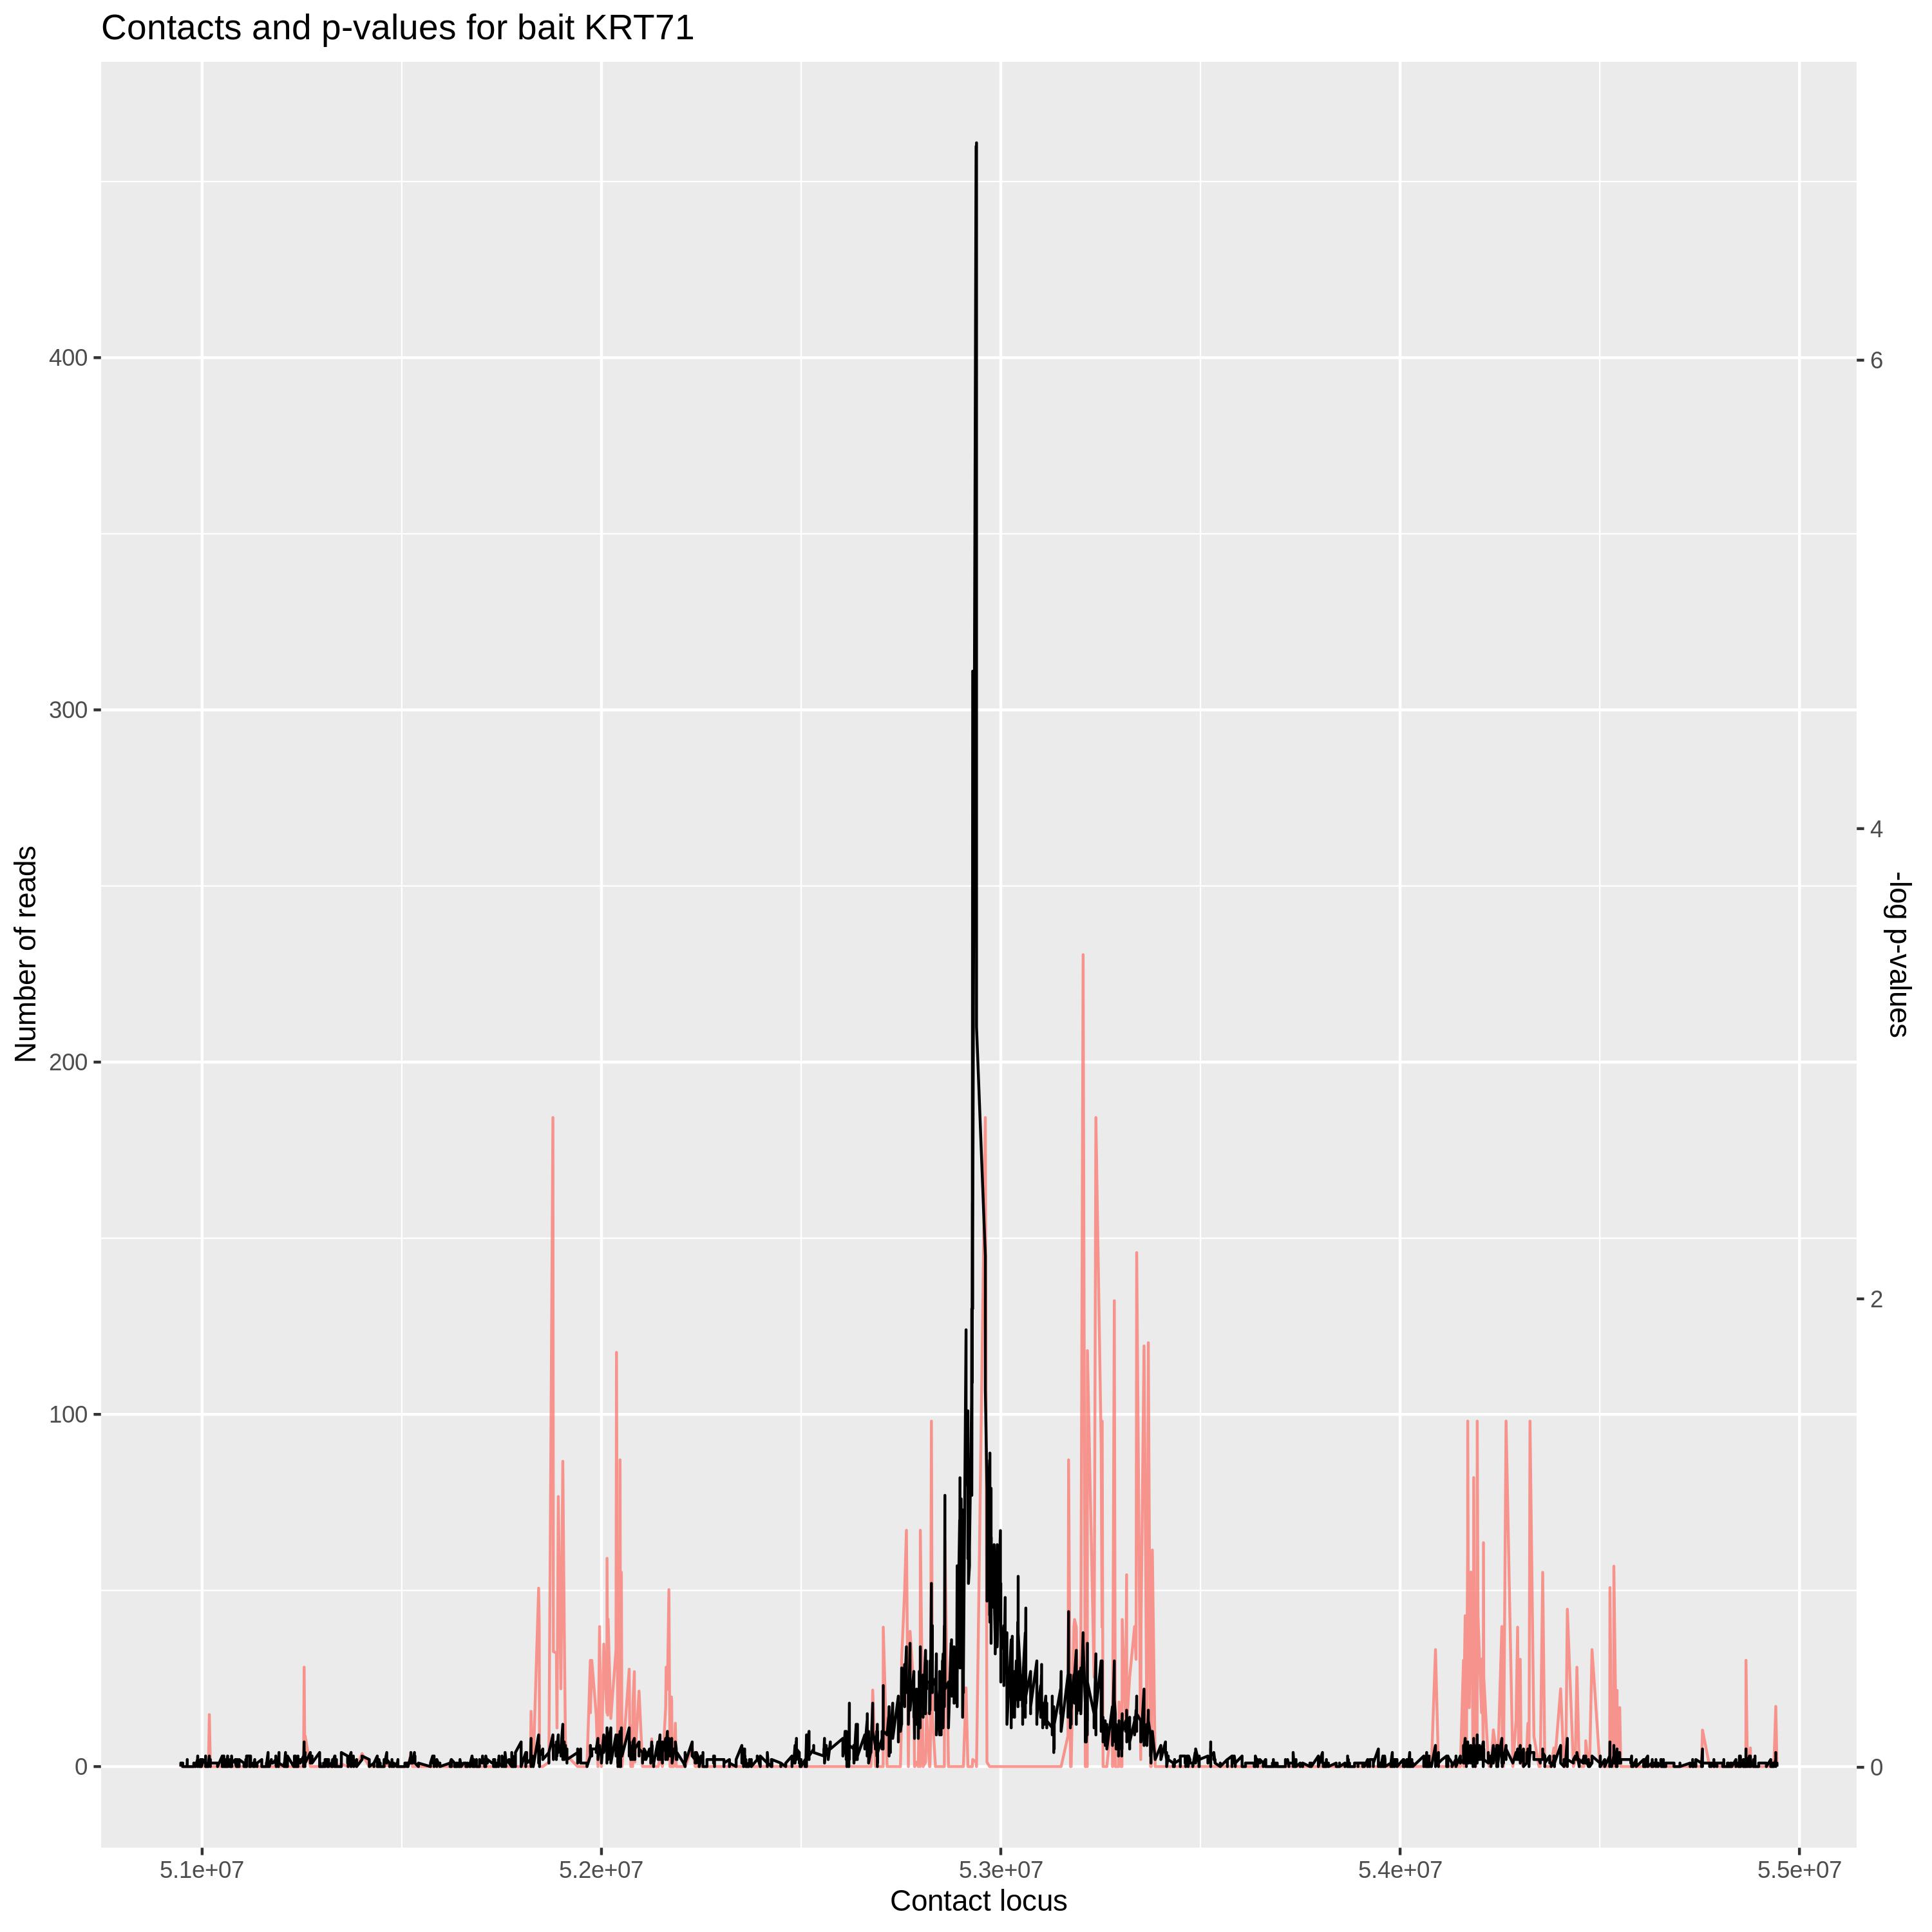 Contacts and p-values for bait KRT71
400
300
200
100
0
Number of reads
6
4
2
0
-log p-values
5.1e+07 5.2e+07 5.3e+07 5.4e+07 5.5e+07
Contact locus